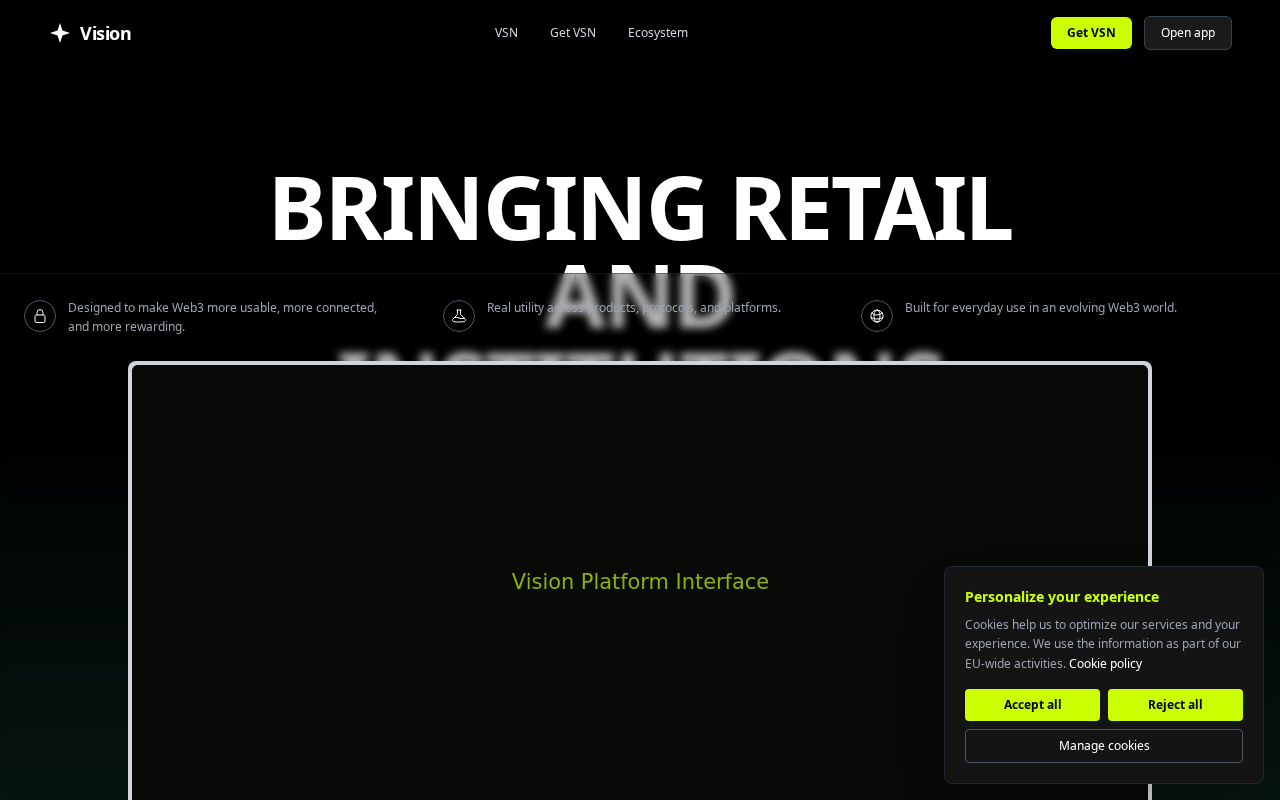 Vision
VSN
Get VSN
Ecosystem
Get VSN
Open app
BRINGING RETAIL
AND
INSTITUTIONS
Designed to make Web3 more usable, more connected,
and more rewarding.
Real utility across products, protocols, and platforms.
Built for everyday use in an evolving Web3 world.
Vision Platform Interface
Personalize your experience
Cookies help us to optimize our services and your
experience. We use the information as part of our
EU-wide activities. Cookie policy
Accept all
Reject all
Manage cookies